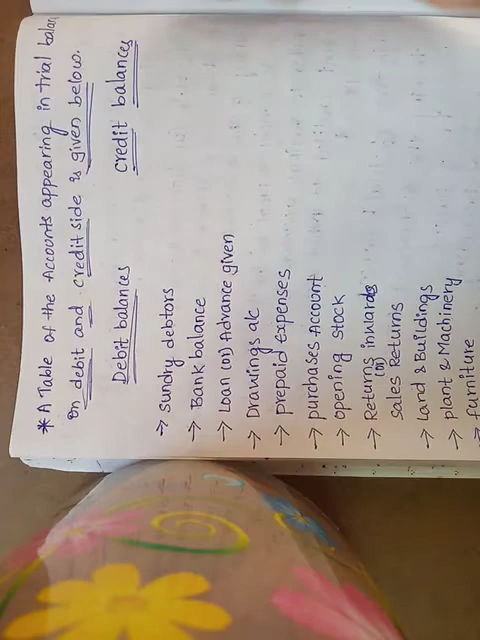 * A Table of the Accounts appearing in trial balan
on debit and credit side is given below.
Debit balances credit balances
→ Sundry debtors
→ Bank balance
→ Loan (or) Advance given
→ Drawings a/c
→ prepaid expenses
→ purchases Account
→ opening stock
→ Returns inwards
(or)
Sales Returns
→ Land & Buildings
→ plant & Machinery
→ furniture